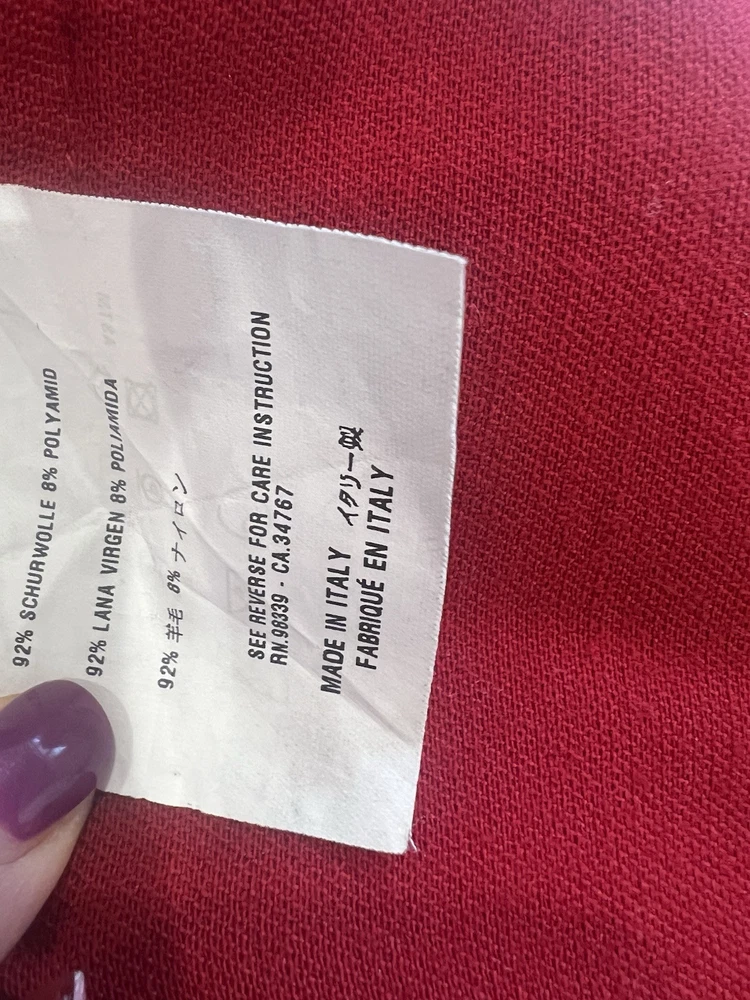 92% SCHURWOLLE 8% POLYAMID
92% LANA VIRGEN 8% POLIAMIDA
92% 羊毛 8% ナイロン
SEE REVERSE FOR CARE INSTRUCTION
RN.98339 - CA.34767
MADE IN ITALY イタリー製
FABRIQUÉ EN ITALY